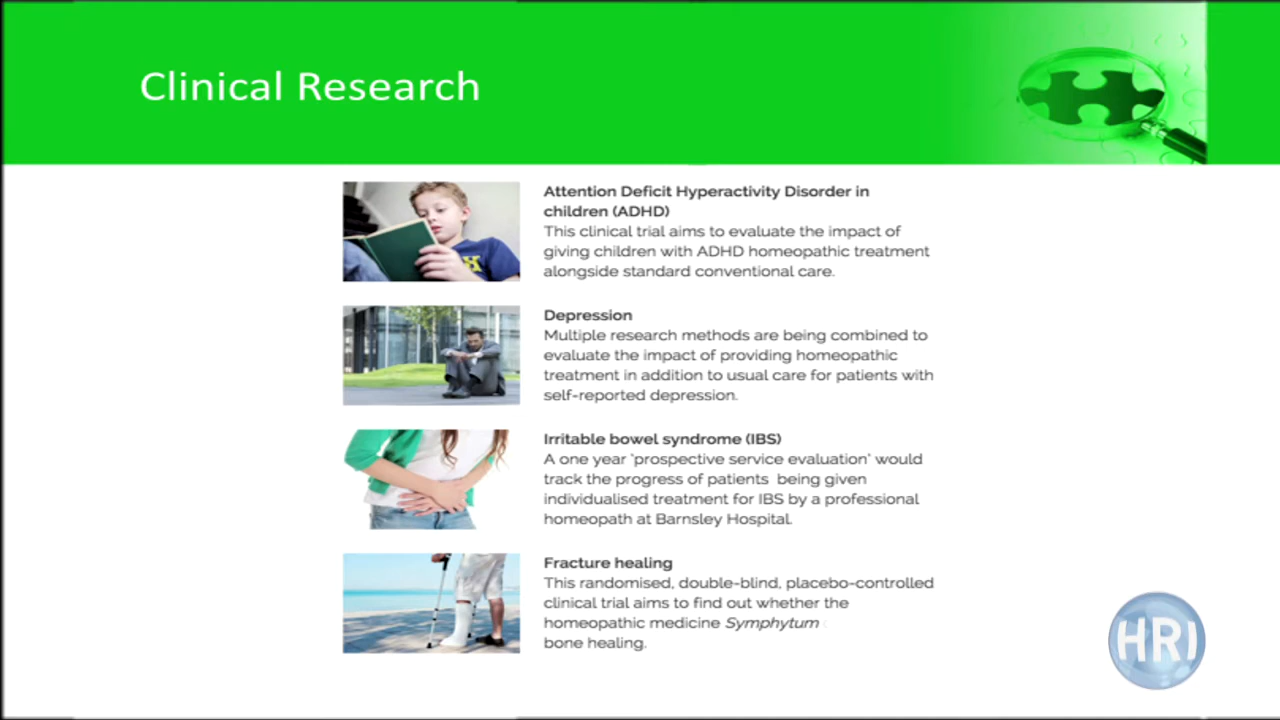 Clinical Research
Attention Deficit Hyperactivity Disorder in
children (ADHD)
This clinical trial aims to evaluate the impact of
giving children with ADHD homeopathic treatment
alongside standard conventional care.
Depression
Multiple research methods are being combined to
evaluate the impact of providing homeopathic
treatment in addition to usual care for patients with
self-reported depression.
Irritable bowel syndrome (IBS)
A one year 'prospective service evaluation' would
track the progress of patients being given
individualised treatment for IBS by a professional
homeopath at Barnsley Hospital.
Fracture healing
This randomised, double-blind, placebo-controlled
clinical trial aims to find out whether the
homeopathic medicine Symphytum
bone healing.
HRI